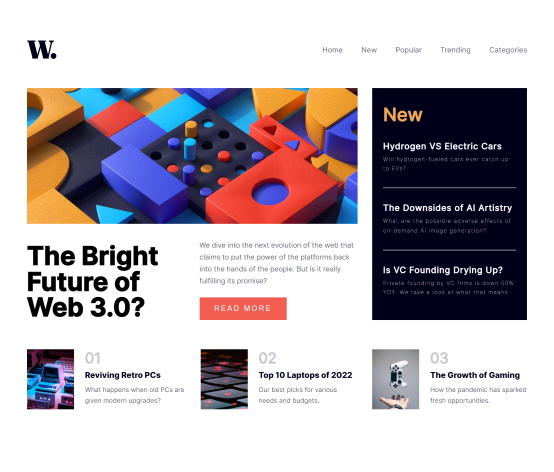 W.
Home New Popular Trending Categories
New
Hydrogen VS Electric Cars
Will hydrogen-fueled cars ever catch up
to EVs?
The Downsides of AI Artistry
What are the possible adverse effects of
on-demand AI image generation?
Is VC Founding Drying Up?
Private founding by VC firms is down 50%
YOY. We take a look at what that means.
The Bright
Future of
Web 3.0?
We dive into the next evolution of the web that
claims to put the power of the platforms back
into the hands of the people. But is it really
fulfilling its promise?
READ MORE
01
Reviving Retro PCs
What happens when old PCs are
given modern upgrades?
02
Top 10 Laptops of 2022
Our best picks for various
needs and budgets.
03
The Growth of Gaming
How the pandemic has sparked
fresh opportunities.